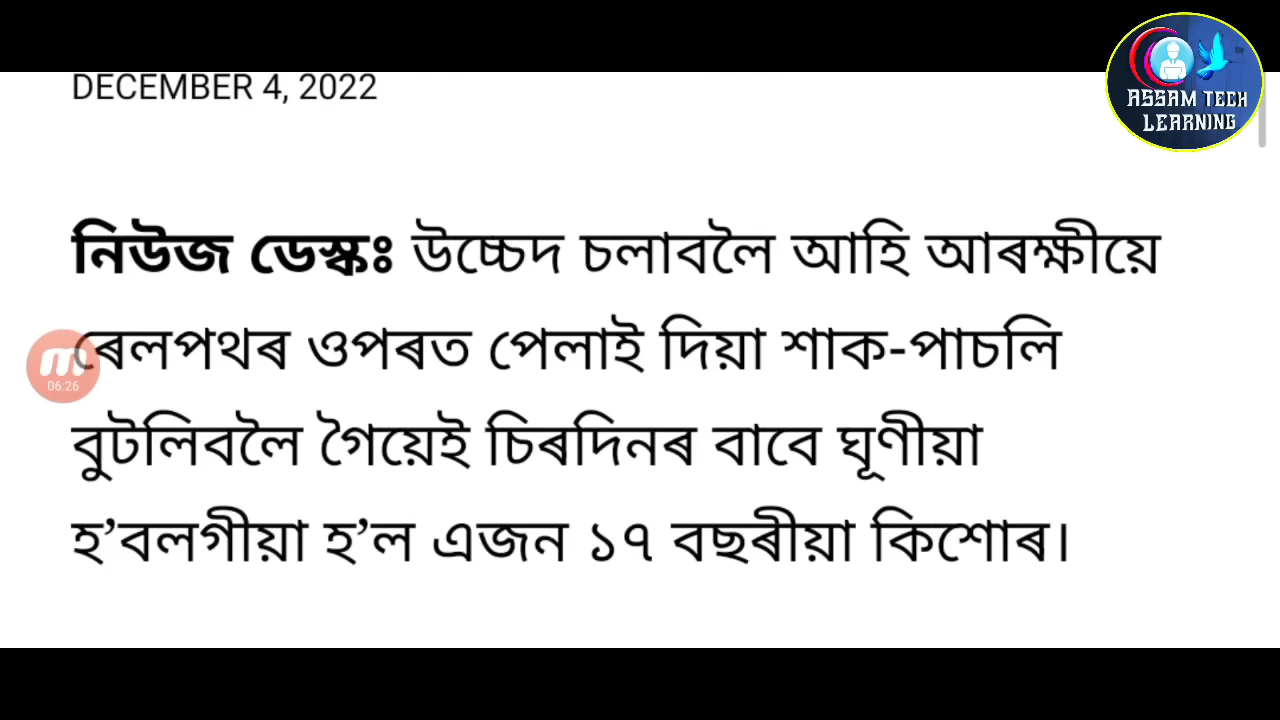 DECEMBER 4, 2022
ASSAM TECH
LEARNING
নিউজ ডেস্কঃ উচ্ছেদ চলাবলৈ আহি আৰক্ষীয়ে
ৰেলপথৰ ওপৰত পেলাই দিয়া শাক-পাচলি
06:26
বুটলিবলৈ গৈয়েই চিৰদিনৰ বাবে ঘূণীয়া
হ’বলগীয়া হ’ল এজন ১৭ বছৰীয়া কিশোৰ।